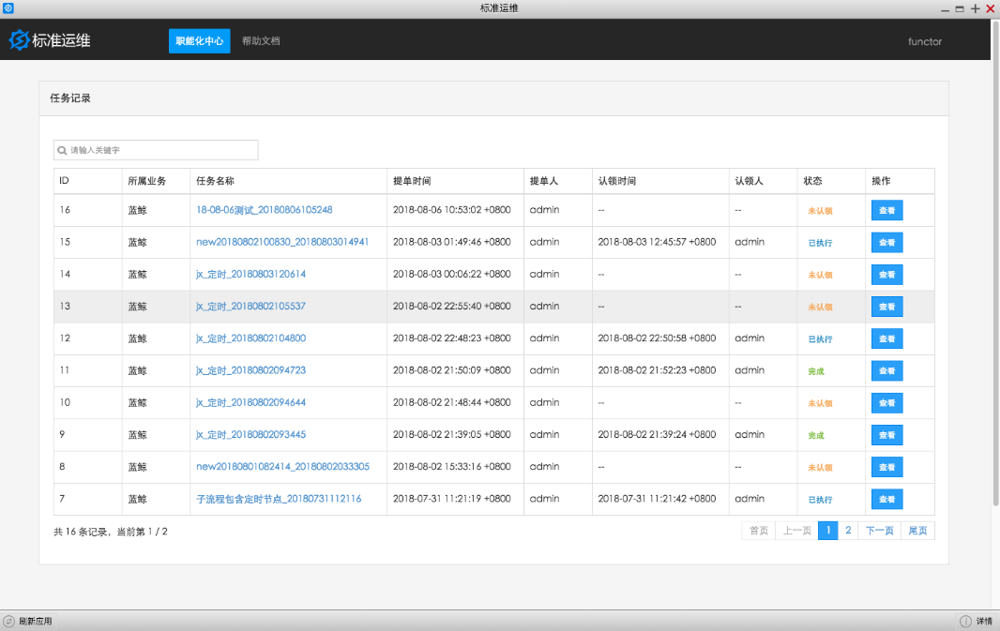 标准运维
标准运维 职能化中心 帮助文档 functor
任务记录
请输入关键字
ID 所属业务 任务名称 提单时间 提单人 认领时间 认领人 状态 操作
16 蓝鲸 18-08-06测试_20180806105248 2018-08-06 10:53:02 +0800 admin -- -- 未认领 查看
15 蓝鲸 new20180802100830_20180803014941 2018-08-03 01:49:46 +0800 admin 2018-08-03 12:45:57 +0800 admin 已执行 查看
14 蓝鲸 jx_定时_20180803120614 2018-08-03 00:06:22 +0800 admin -- -- 未认领 查看
13 蓝鲸 jx_定时_20180802105537 2018-08-02 22:55:40 +0800 admin -- -- 未认领 查看
12 蓝鲸 jx_定时_20180802104800 2018-08-02 22:48:23 +0800 admin 2018-08-02 22:50:58 +0800 admin 已执行 查看
11 蓝鲸 jx_定时_20180802094723 2018-08-02 21:50:09 +0800 admin 2018-08-02 21:52:23 +0800 admin 完成 查看
10 蓝鲸 jx_定时_20180802094644 2018-08-02 21:48:44 +0800 admin -- -- 未认领 查看
9 蓝鲸 jx_定时_20180802093445 2018-08-02 21:39:05 +0800 admin 2018-08-02 21:39:24 +0800 admin 完成 查看
8 蓝鲸 new20180801082414_20180802033305 2018-08-02 15:33:16 +0800 admin -- -- 未认领 查看
7 蓝鲸 子流程包含定时节点_20180731112116 2018-07-31 11:21:19 +0800 admin 2018-07-31 11:21:42 +0800 admin 已执行 查看
共 16 条记录，当前第 1 / 2 首页 上一页 1 2 下一页 尾页
刷新应用 详情